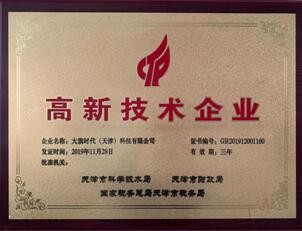 高新技术企业
企业名称：大旗时代（天津）科技有限公司 证书编号：GR201912001160
发证时间：2019年11月28日 有 效 期：三年
批准机关：
天津市科学技术局 天津市财政局
国家税务总局天津市税务局